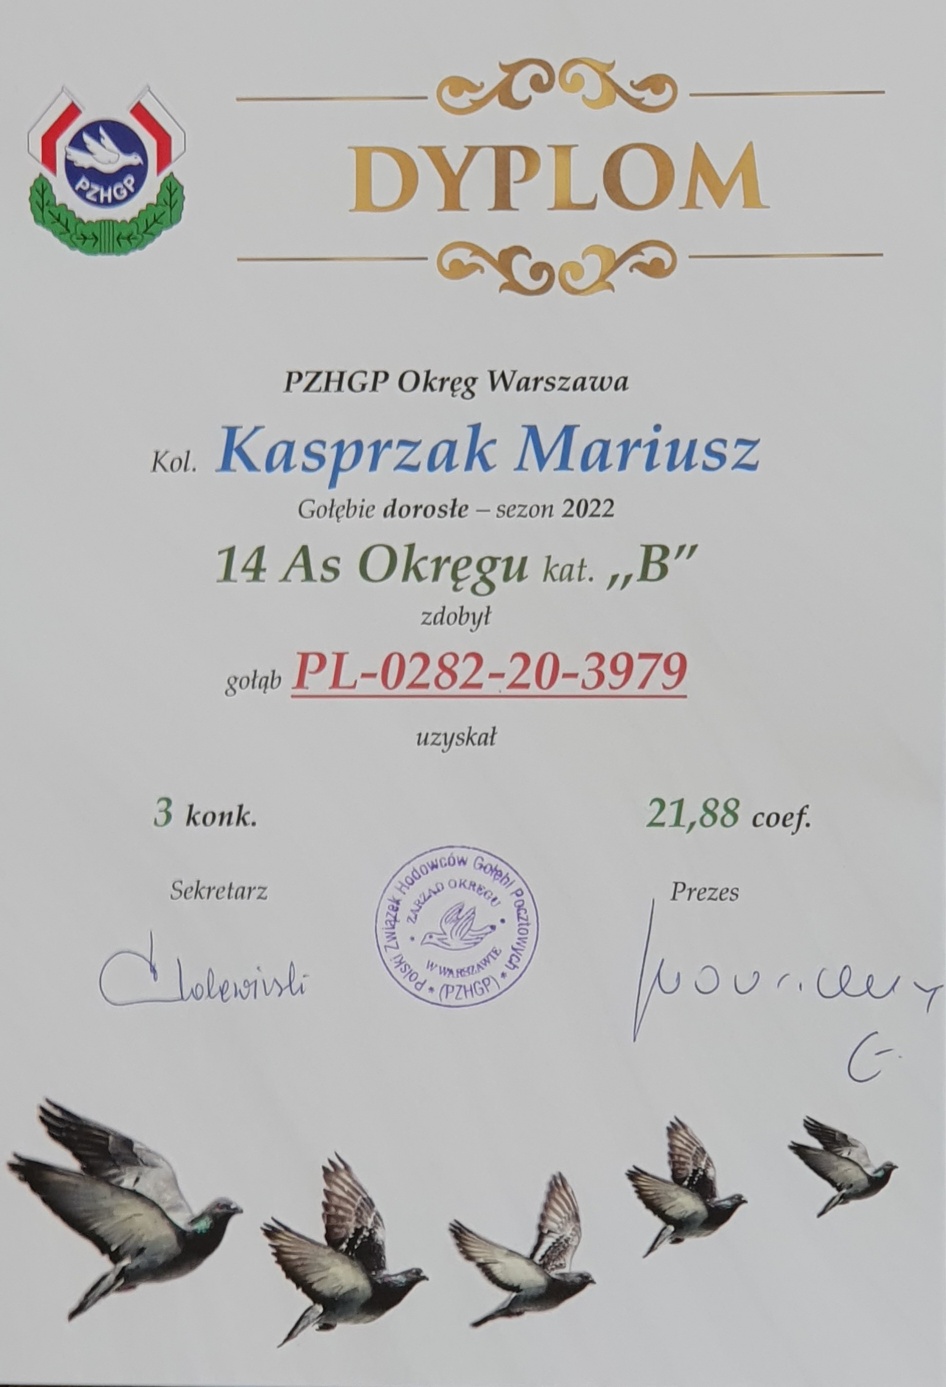 PZHGP
DYPLOM
PZHGP Okręg Warszawa
Kol. Kasprzak Mariusz
Gołębie dorosłe – sezon 2022
14 As Okręgu kat. ,,B”
zdobył
gołąb PL-0282-20-3979
uzyskał
3 konk. 21,88 coef.
Sekretarz Prezes
Polski Związek Hodowców Gołębi Pocztowych
ZARZĄD OKRĘGU
W WARSZAWIE
(PZHGP)